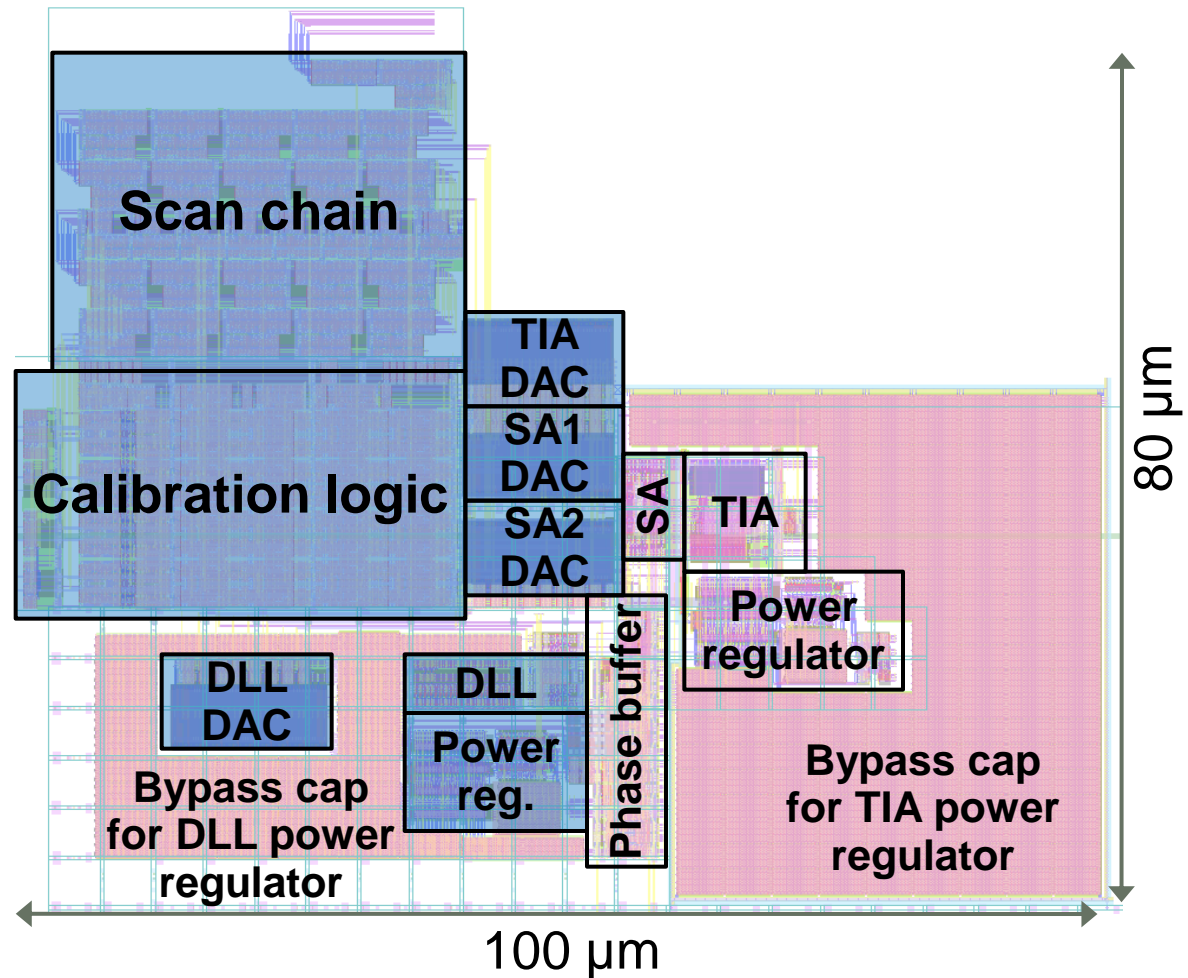 Scan chain
TIA
DAC
SA1
DAC
SA2
DAC
Calibration logic
SA
TIA
Power
regulator
80 µm
DLL
DAC
DLL
Power
reg.
Phase buffer
Bypass cap
for DLL power
regulator
Bypass cap
for TIA power
regulator
100 µm